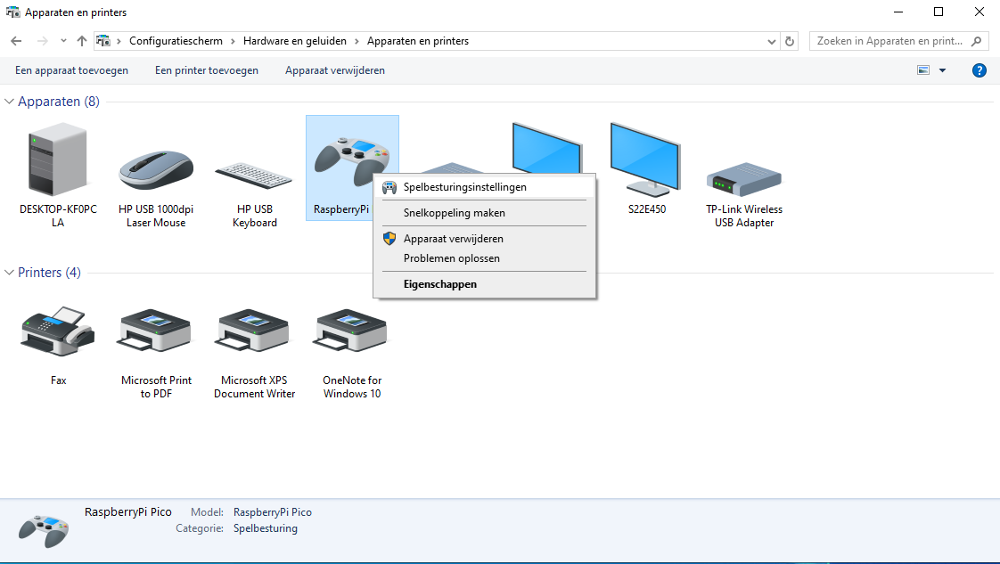 Apparaten en printers
Configuratiescherm > Hardware en geluiden > Apparaten en printers
Zoeken in Apparaten en print...
Een apparaat toevoegen
Een printer toevoegen
Apparaat verwijderen
?
Apparaten (8)
DESKTOP-KF0PC
LA
HP USB 1000dpi
Laser Mouse
HP USB
Keyboard
RaspberryPi
S22E450
TP-Link Wireless
USB Adapter
Spelbesturingsinstellingen
Snelkoppeling maken
Apparaat verwijderen
Problemen oplossen
Eigenschappen
Printers (4)
Fax
Microsoft Print
to PDF
Microsoft XPS
Document Writer
OneNote for
Windows 10
RaspberryPi Pico
Model: RaspberryPi Pico
Categorie: Spelbesturing